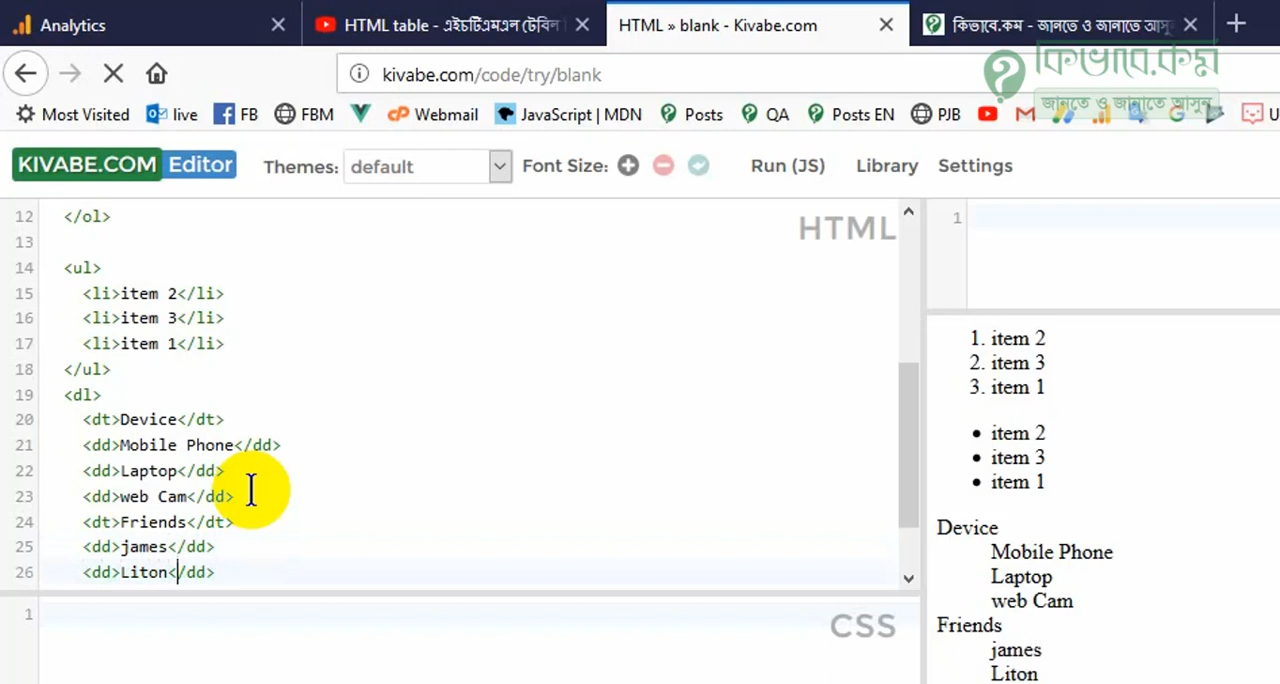 Analytics
HTML table - এইচটিএমএল টেবিল
HTML » blank - Kivabe.com
কিভাবে.কম - জানতে ও জানাতে আসু
কিভাবে.কম
kivabe.com/code/try/blank
জানতে ও জানাতে আসুন
Most Visited live FB FBM Webmail JavaScript | MDN Posts QA Posts EN PJB
KIVABE.COM Editor Themes: default Font Size: Run (JS) Library Settings
HTML
12 </ol>
13
14 <ul>
15 <li>item 2</li>
16 <li>item 3</li>
17 <li>item 1</li>
18 </ul>
19 <dl>
20 <dt>Device</dt>
21 <dd>Mobile Phone</dd>
22 <dd>Laptop</dd>
23 <dd>web Cam</dd>
24 <dt>Friends</dt>
25 <dd>james</dd>
26 <dd>Liton</dd>
1
CSS
1
1. item 2
2. item 3
3. item 1
• item 2
• item 3
• item 1
Device
Mobile Phone
Laptop
web Cam
Friends
james
Liton